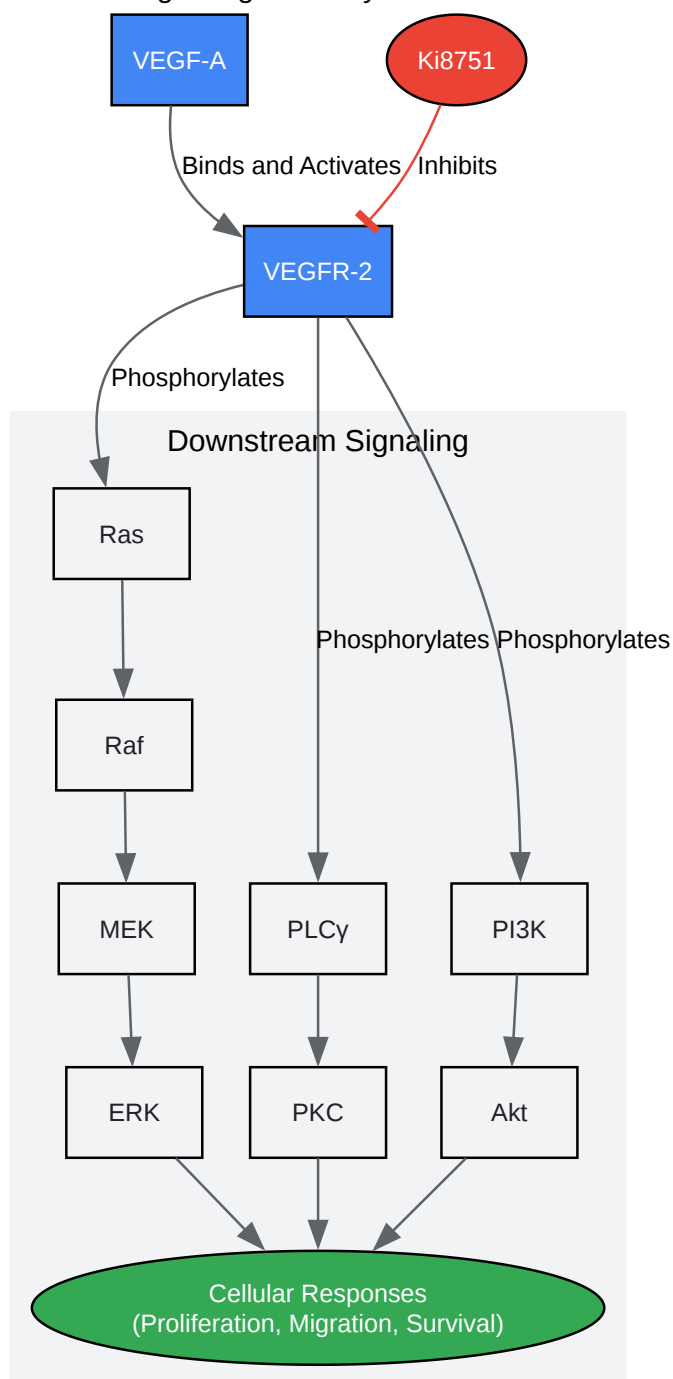 VEGF-A
Ki8751
Binds and Activates
Inhibits
VEGFR-2
Phosphorylates
Downstream Signaling
Ras
Phosphorylates
Phosphorylates
Raf
MEK
PLCγ
PI3K
ERK
PKC
Akt
Cellular Responses
(Proliferation, Migration, Survival)